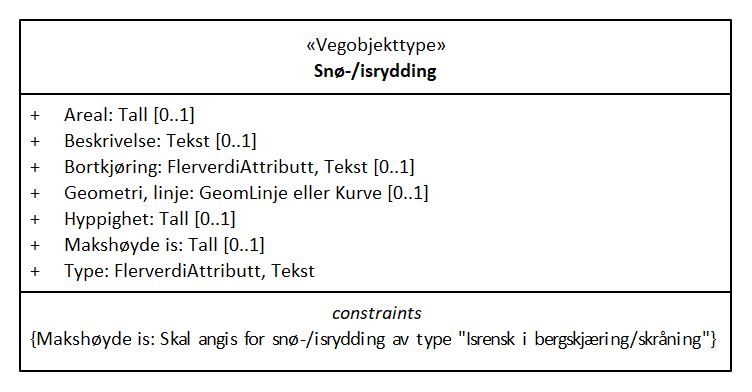 «Vegobjekttype»
Snø-/isrydding
+ Areal: Tall [0..1]
+ Beskrivelse: Tekst [0..1]
+ Bortkjøring: FlerverdiAttributt, Tekst [0..1]
+ Geometri, linje: GeomLinje eller Kurve [0..1]
+ Hyppighet: Tall [0..1]
+ Makshøyde is: Tall [0..1]
+ Type: FlerverdiAttributt, Tekst
constraints
{Makshøyde is: Skal angis for snø-/isrydding av type "Isrensk i bergskjæring/skråning"}